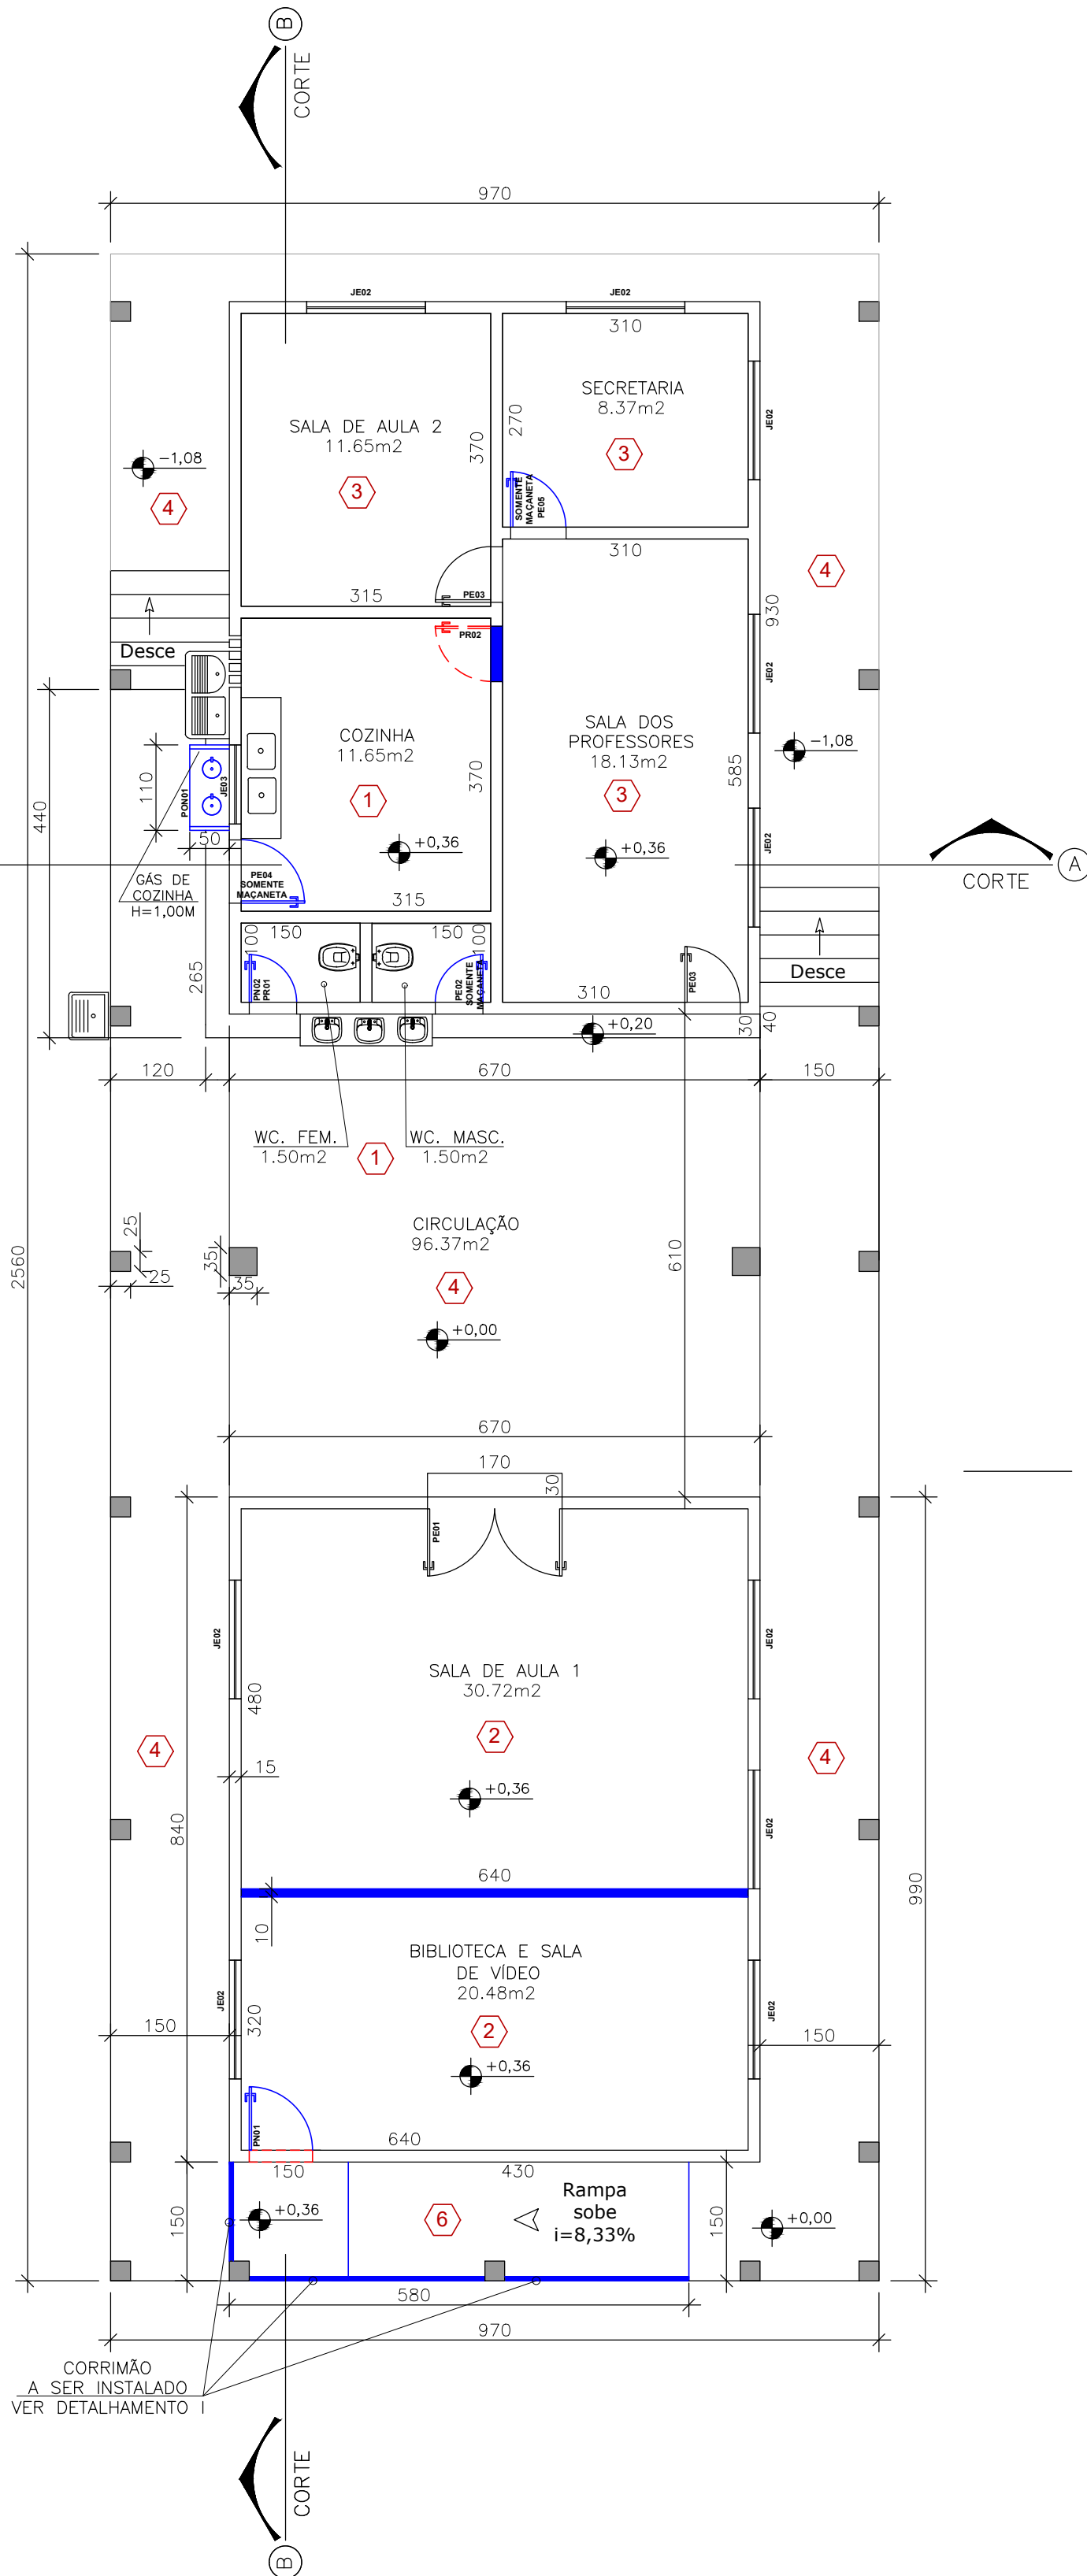 B
CORTE
970
JE02
JE02
310
SECRETARIA
8.37m2
270
3
JE02
SALA DE AULA 2
11.65m2
370
3
-1,08
4
SOMENTE
MAÇANETA
PE05
310
4
930
315
PE03
PR02
Desce
JE02
COZINHA
11.65m2
370
1
SALA DOS
PROFESSORES
18.13m2
3
585
-1,08
110
440
PON01
JE03
50
+0,36
+0,36
JE02
A
CORTE
GÁS DE
COZINHA
H=1,00M
PE04
SOMENTE
MAÇANETA
315
100
150
150
100
265
PN02
PR01
PE02
SOMENTE
MAÇANETA
310
PE03
Desce
+0,20
30
40
120
670
150
WC. FEM.
1.50m2
1
WC. MASC.
1.50m2
CIRCULAÇÃO
96.37m2
4
2560
25
25
35
35
610
+0,00
670
170
30
PE01
JE02
JE02
SALA DE AULA 1
30.72m2
480
2
4
4
15
+0,36
JE02
840
640
990
10
BIBLIOTECA E SALA
DE VÍDEO
20.48m2
JE02
JE02
320
150
2
150
+0,36
PN01
640
150
430
Rampa
sobe
i=8,33%
150
+0,36
6
150
+0,00
580
970
CORRIMÃO
A SER INSTALADO
VER DETALHAMENTO I
CORTE
B